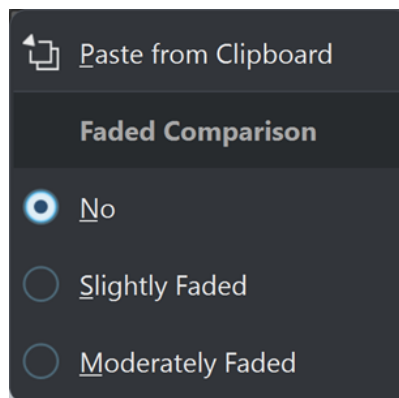 Paste from Clipboard
Faded Comparison
No
Slightly Faded
Moderately Faded